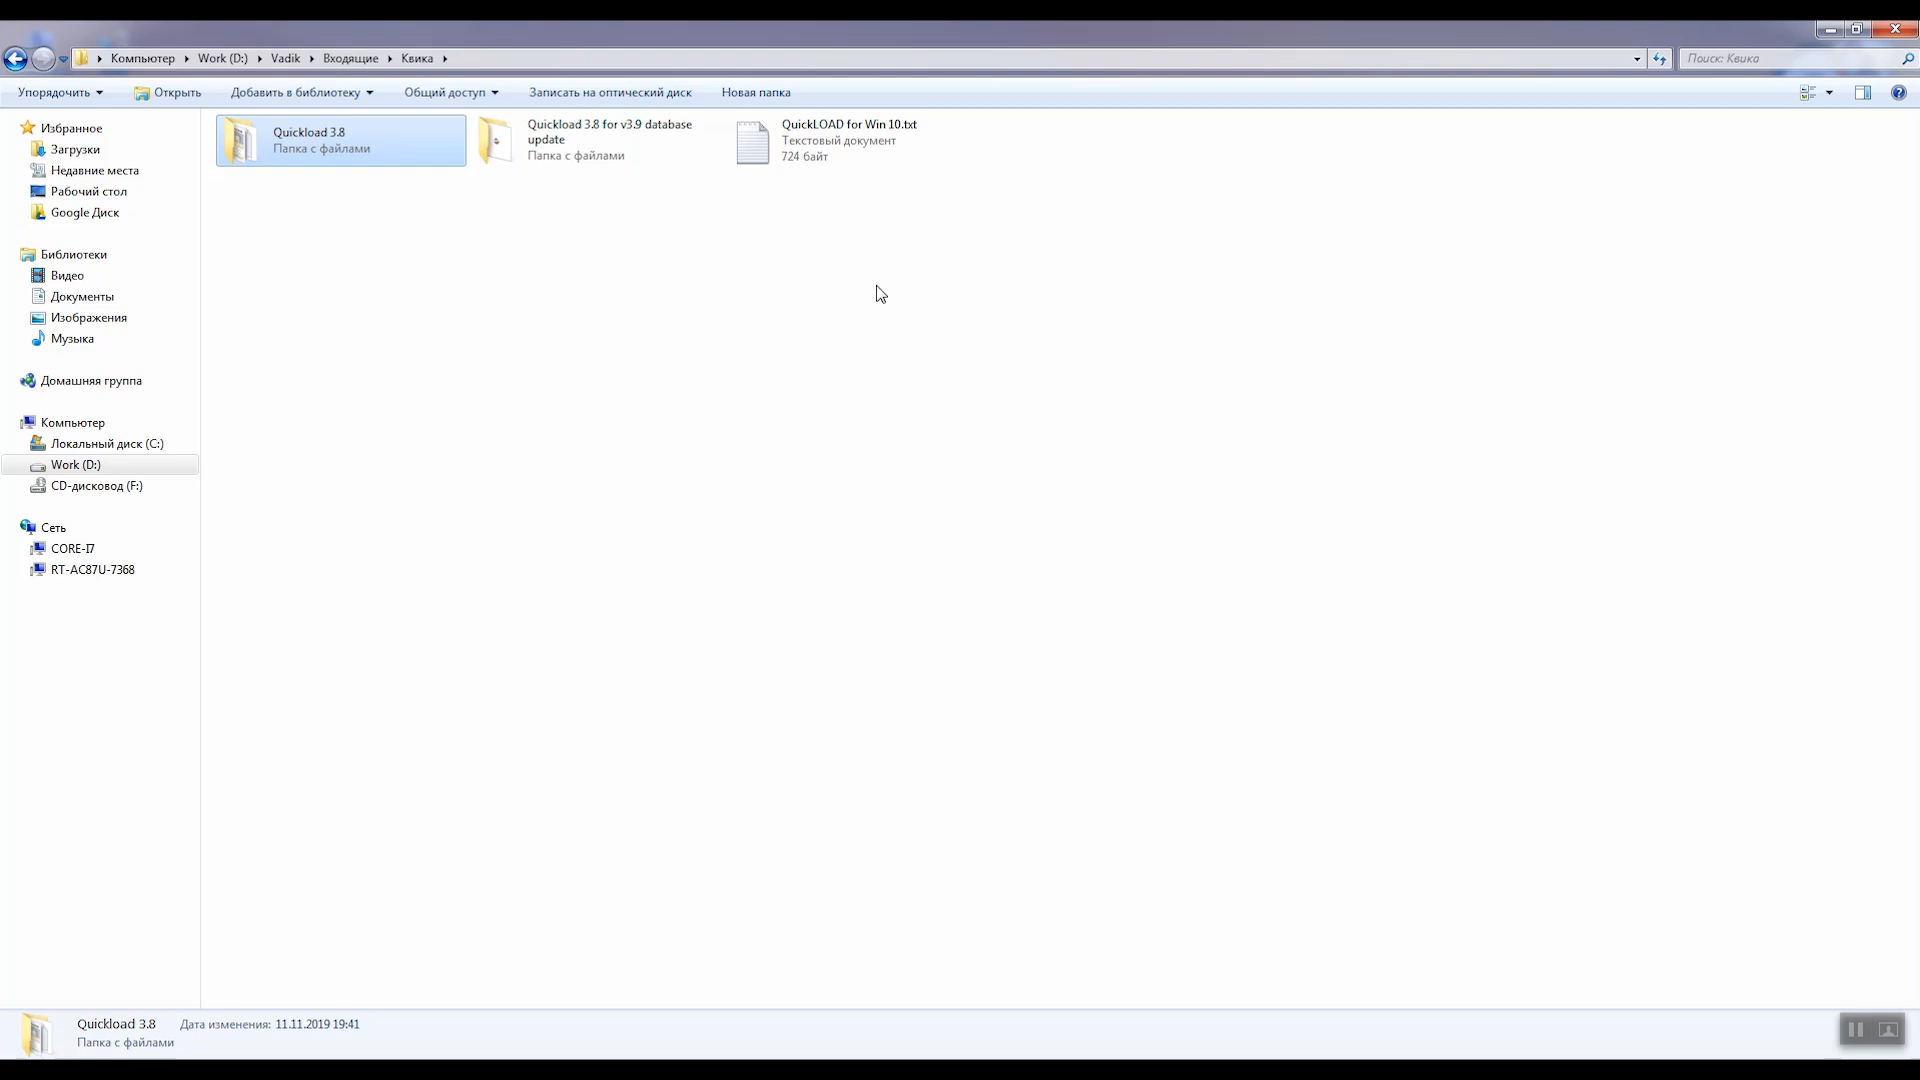 Компьютер
Work (D:)
Vadik
Входящие
Квика
Поиск: Квика
Упорядочить
Открыть
Добавить в библиотеку
Общий доступ
Записать на оптический диск
Новая папка
Избранное
Загрузки
Недавние места
Рабочий стол
Google Диск
Библиотеки
Видео
Документы
Изображения
Музыка
Домашняя группа
Компьютер
Локальный диск (C:)
Work (D:)
CD-дисковод (F:)
Сеть
CORE-I7
RT-AC87U-7368
Quickload 3.8
Папка с файлами
Quickload 3.8 for v3.9 database
update
Папка с файлами
QuickLOAD for Win 10.txt
Текстовый документ
724 байт
Quickload 3.8 Дата изменения: 11.11.2019 19:41
Папка с файлами